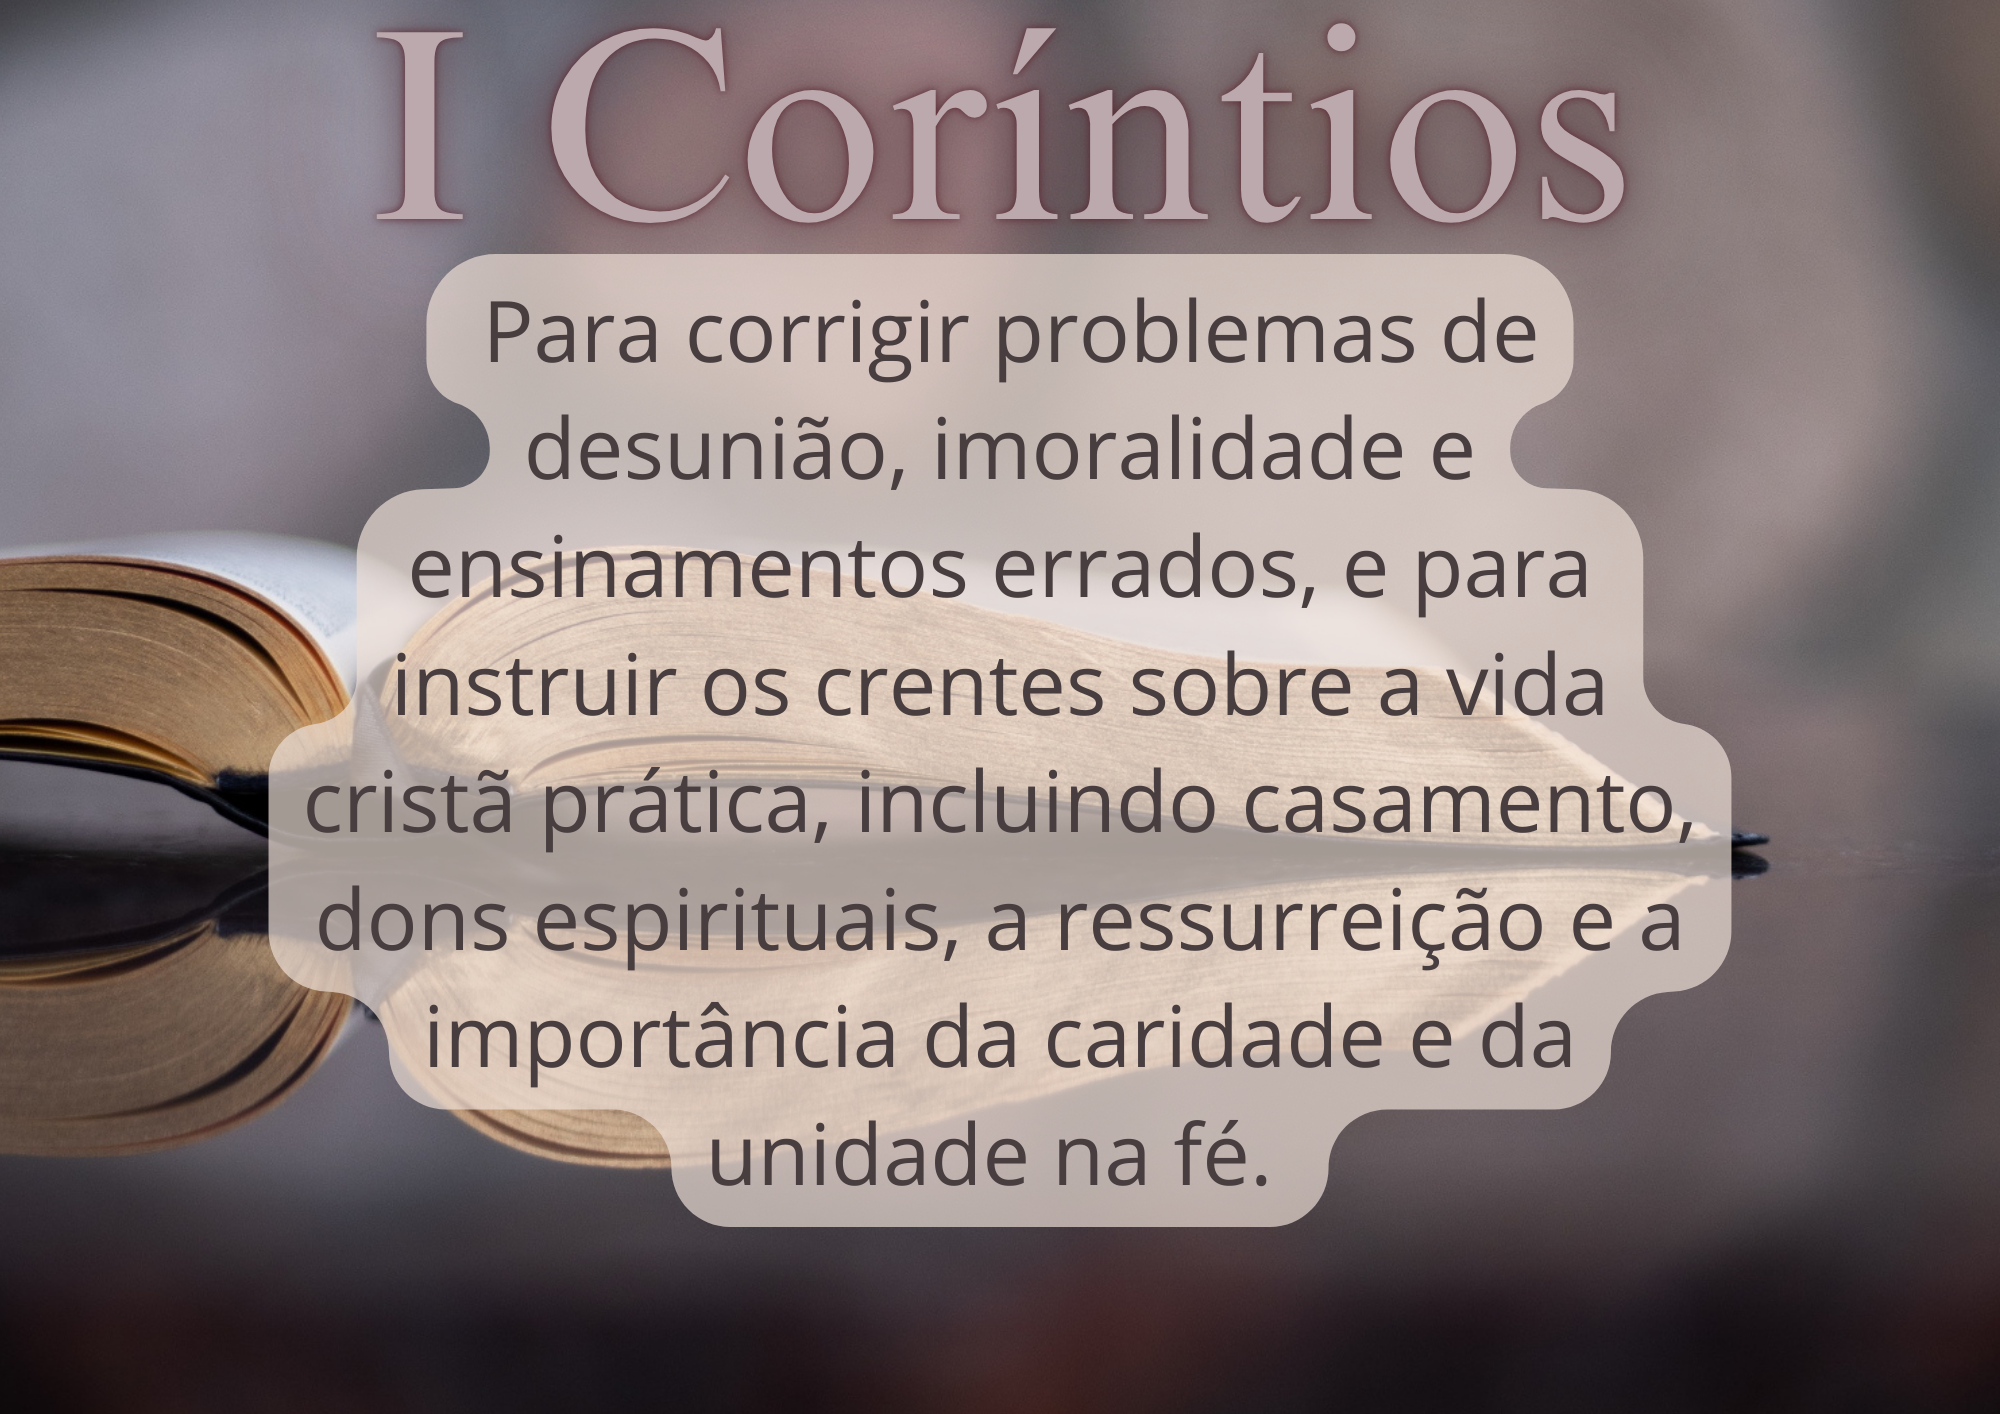 I Coríntios
Para corrigir problemas de
desunião, imoralidade e
ensinamentos errados, e para
instruir os crentes sobre a vida
cristã prática, incluindo casamento,
dons espirituais, a ressurreição e a
importância da caridade e da
unidade na fé.